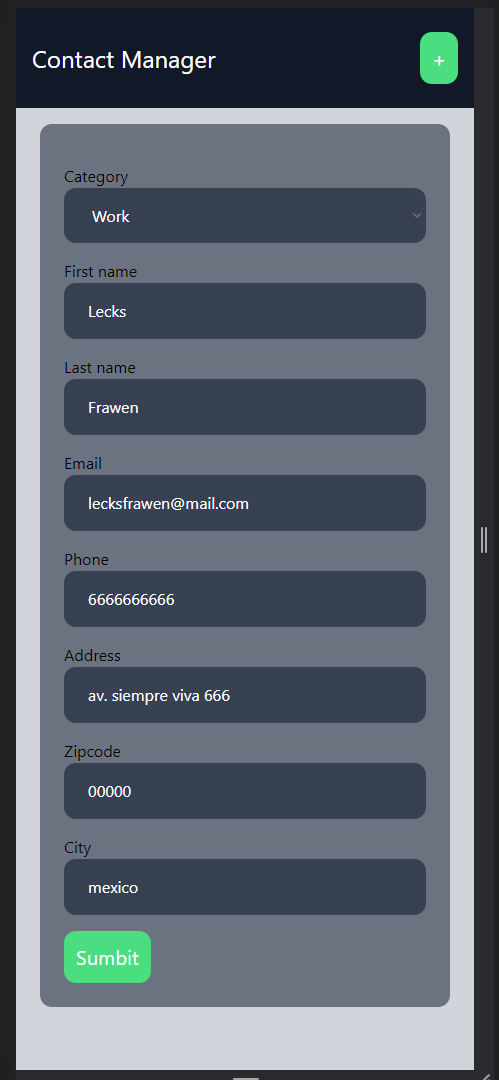 Contact Manager
+
Category
Work
First name
Lecks
Last name
Frawen
Email
lecksfrawen@mail.com
Phone
6666666666
Address
av. siempre viva 666
Zipcode
00000
City
mexico
Sumbit